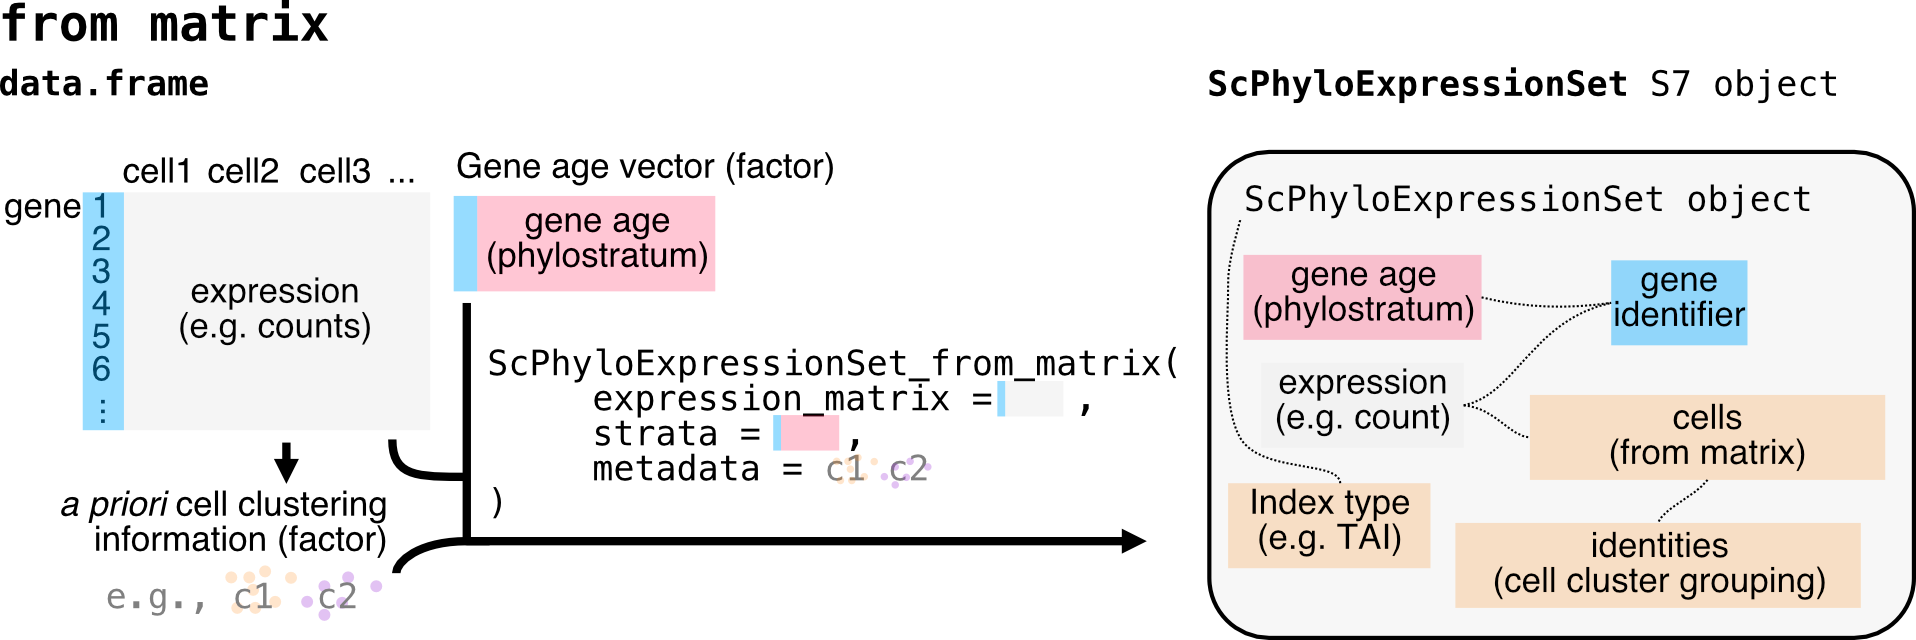 from matrix
data.frame
cell1 cell2 cell3 ...
gene 1
2
3
4
5
6
...
expression
(e.g. counts)
Gene age vector (factor)
gene age
(phylostratum)
a priori cell clustering
information (factor)
e.g., c1 c2
ScPhyloExpressionSet_from_matrix(
expression_matrix = ,
strata = ,
metadata = c1 c2
)
ScPhyloExpressionSet S7 object
ScPhyloExpressionSet object
gene age
(phylostratum)
gene
identifier
expression
(e.g. count)
cells
(from matrix)
Index type
(e.g. TAI)
identities
(cell cluster grouping)